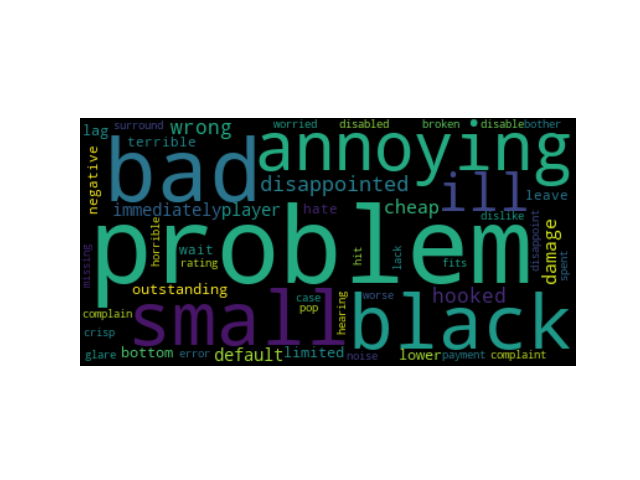 lag surround wrong worried disabled broken disable bother
terrible bad annoying
negative disappointed ill leave
immediately player hate cheap dislike
problem
missing horrible wait rating hit lack fits disappoint damage spent
outstanding small case pop hearing worse hooked black
complain
crisp
glare bottom error default limited noise lower payment complaint